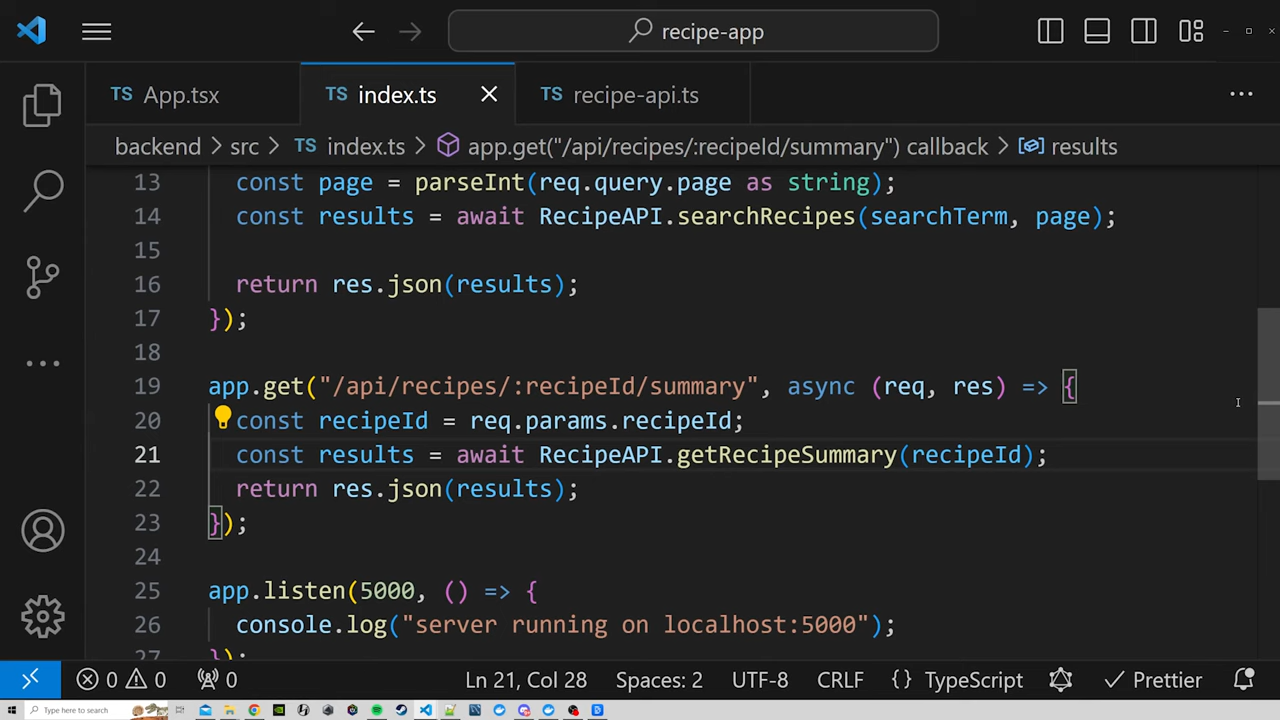 recipe-app
TS App.tsx
TS index.ts
TS recipe-api.ts
backend > src > TS index.ts > app.get("/api/recipes/:recipeId/summary") callback > results
13 const page = parseInt(req.query.page as string);
14 const results = await RecipeAPI.searchRecipes(searchTerm, page);
15
16 return res.json(results);
17 });
18
19 app.get("/api/recipes/:recipeId/summary", async (req, res) => {
20 const recipeId = req.params.recipeId;
21 const results = await RecipeAPI.getRecipeSummary(recipeId);
22 return res.json(results);
23 });
24
25 app.listen(5000, () => {
26 console.log("server running on localhost:5000");
27 });
0 0 0 Ln 21, Col 28 Spaces: 2 UTF-8 CRLF {} TypeScript Prettier
Type here to search